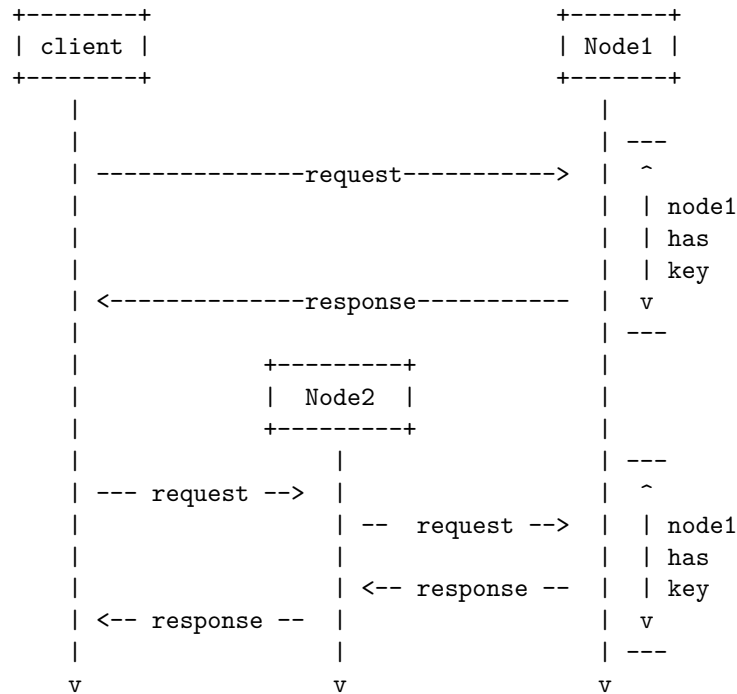 client Node1
request
node1
has
key
response
Node2
request
request node1
has
response key
response